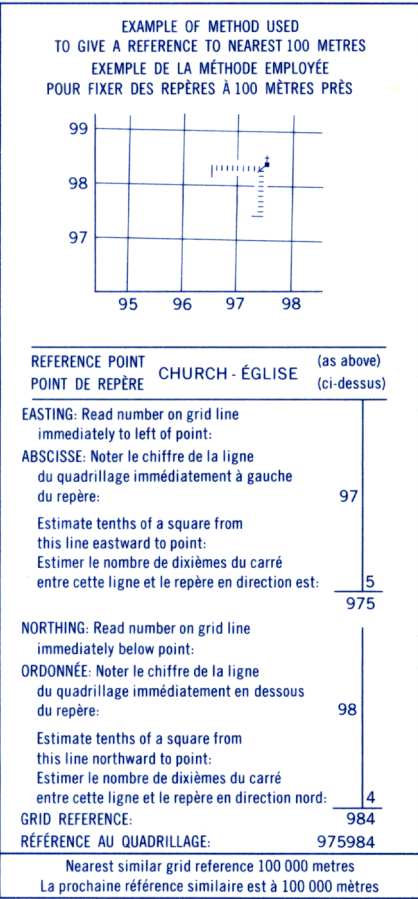 EXAMPLE OF METHOD USED
TO GIVE A REFERENCE TO NEAREST 100 METRES
EXEMPLE DE LA MÉTHODE EMPLOYÉE
POUR FIXER DES REPÈRES À 100 MÈTRES PRÈS
99
98
97
95 96 97 98
REFERENCE POINT
POINT DE REPÈRE
CHURCH - ÉGLISE
(as above)
(ci-dessus)
EASTING: Read number on grid line
immediately to left of point:
ABSCISSE: Noter le chiffre de la ligne
du quadrillage immédiatement à gauche
du repère: 97
Estimate tenths of a square from
this line eastward to point:
Estimer le nombre de dixièmes du carré
entre cette ligne et le repère en direction est: 5
975
NORTHING: Read number on grid line
immediately below point:
ORDONNÉE: Noter le chiffre de la ligne
du quadrillage immédiatement en dessous
du repère: 98
Estimate tenths of a square from
this line northward to point:
Estimer le nombre de dixièmes du carré
entre cette ligne et le repère en direction nord: 4
GRID REFERENCE: 984
RÉFÉRENCE AU QUADRILLAGE: 975984
Nearest similar grid reference 100 000 metres
La prochaine référence similaire est à 100 000 mètres